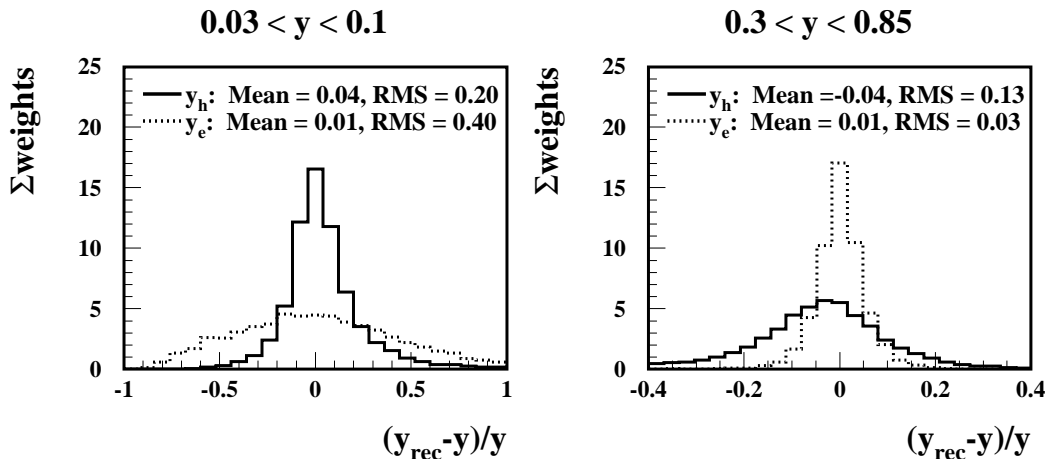 0.03 < y < 0.1
Σweights
25
20
15
10
5
0
y_h: Mean = 0.04, RMS = 0.20
y_e: Mean = 0.01, RMS = 0.40
-1
-0.5
0
0.5
1
(y_rec-y)/y
0.3 < y < 0.85
Σweights
25
20
15
10
5
0
y_h: Mean =-0.04, RMS = 0.13
y_e: Mean = 0.01, RMS = 0.03
-0.4
-0.2
0
0.2
0.4
(y_rec-y)/y